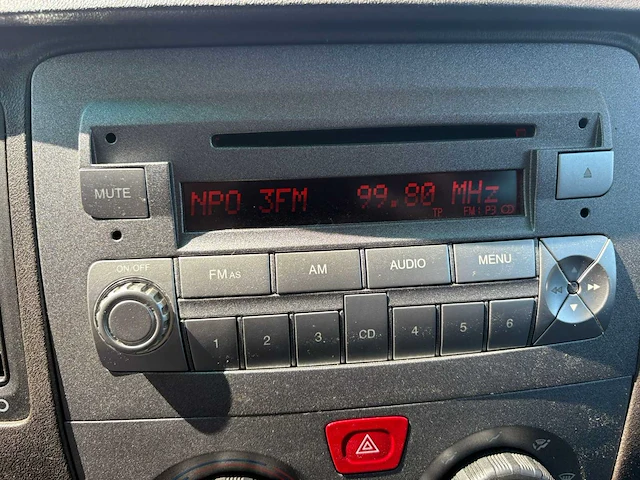 MUTE
NPO 3FM 99.80 MHz
TP FM1 P3 CD
ON·OFF
FM AS AM AUDIO MENU
1 2 3 CD 4 5 6